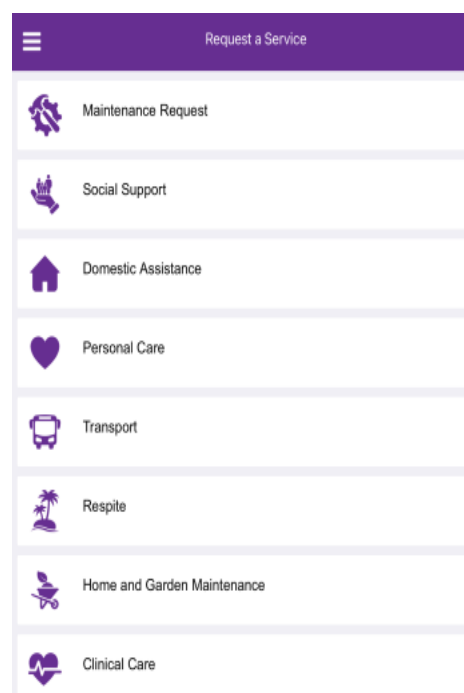 Request a Service
Maintenance Request
Social Support
Domestic Assistance
Personal Care
Transport
Respite
Home and Garden Maintenance
Clinical Care